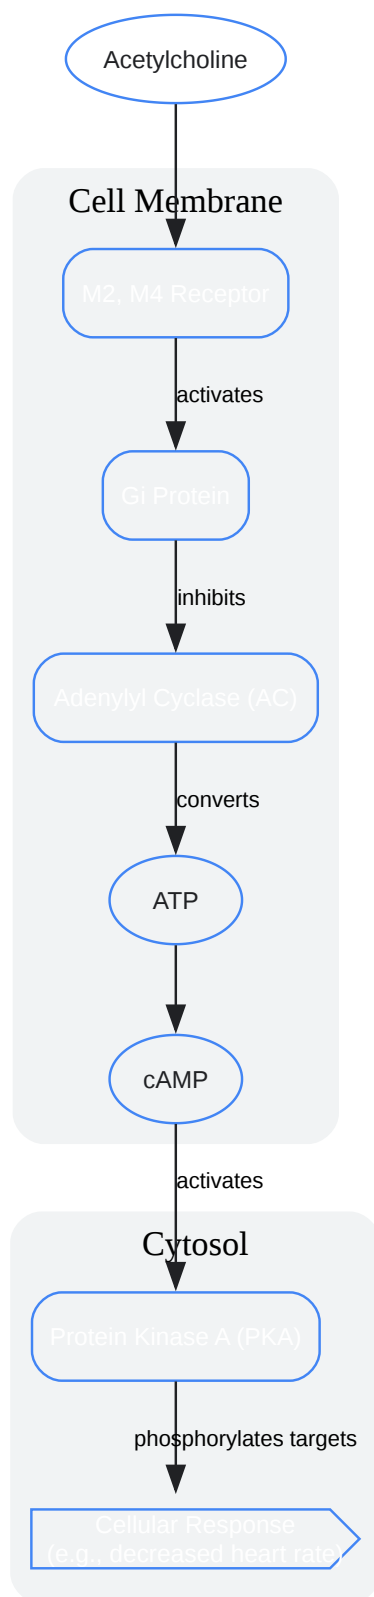 Acetylcholine
Cell Membrane
M2, M4 Receptor
activates
Gi Protein
inhibits
Adenylyl Cyclase (AC)
converts
ATP
cAMP
activates
Cytosol
Protein Kinase A (PKA)
phosphorylates targets
Cellular Response
(e.g., decreased heart rate)